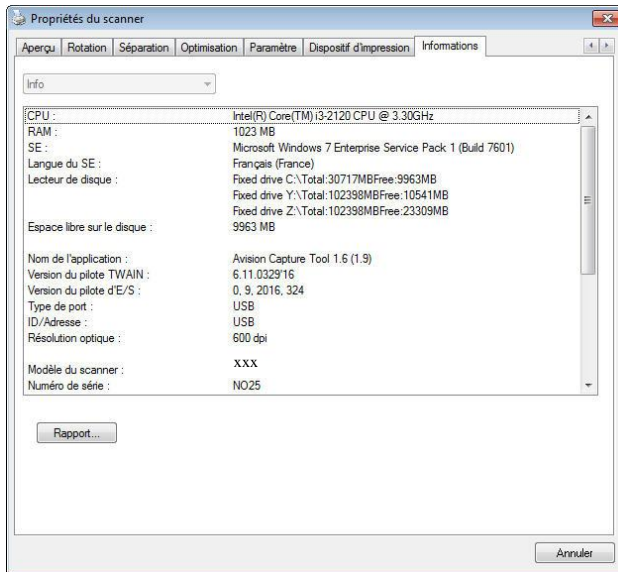 Propriétés du scanner
Aperçu Rotation Séparation Optimisation Paramètre Dispositif d'impression Informations
Info
CPU : Intel(R) Core(TM) i3-2120 CPU @ 3.30GHz
RAM : 1023 MB
SE : Microsoft Windows 7 Enterprise Service Pack 1 (Build 7601)
Langue du SE : Français (France)
Lecteur de disque : Fixed drive C:\Total:30717MBFree:9963MB
Fixed drive Y:\Total:102398MBFree:10541MB
Fixed drive Z:\Total:102398MBFree:23309MB
Espace libre sur le disque : 9963 MB
Nom de l'application : Avision Capture Tool 1.6 (1.9)
Version du pilote TWAIN : 6.11.0329'16
Version du pilote d'E/S : 0, 9, 2016, 324
Type de port : USB
ID/Adresse : USB
Résolution optique : 600 dpi
Modèle du scanner : xxx
Numéro de série : NO25
Rapport...
Annuler